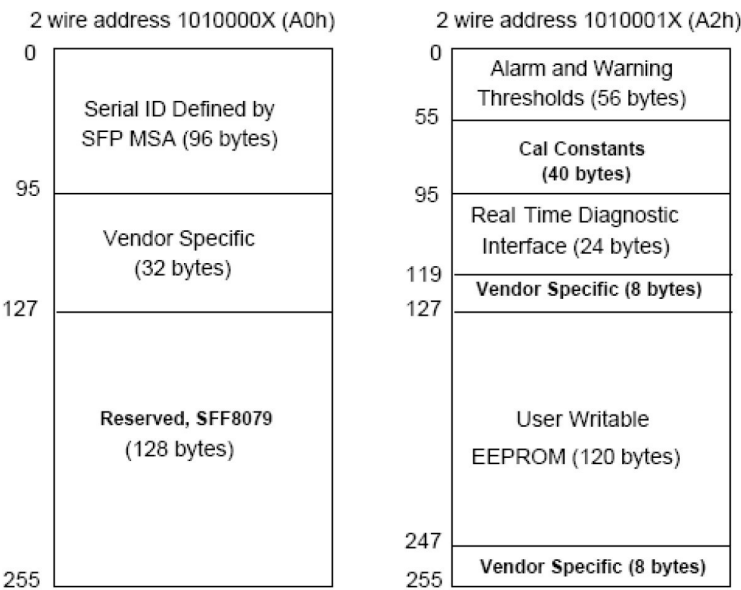 2 wire address 1010000X (A0h)
0
Serial ID Defined by
SFP MSA (96 bytes)
95
Vendor Specific
(32 bytes)
127
Reserved, SFF8079
(128 bytes)
255
2 wire address 1010001X (A2h)
0
Alarm and Warning
Thresholds (56 bytes)
55
Cal Constants
(40 bytes)
95
Real Time Diagnostic
Interface (24 bytes)
119
Vendor Specific (8 bytes)
127
User Writable
EEPROM (120 bytes)
247
Vendor Specific (8 bytes)
255